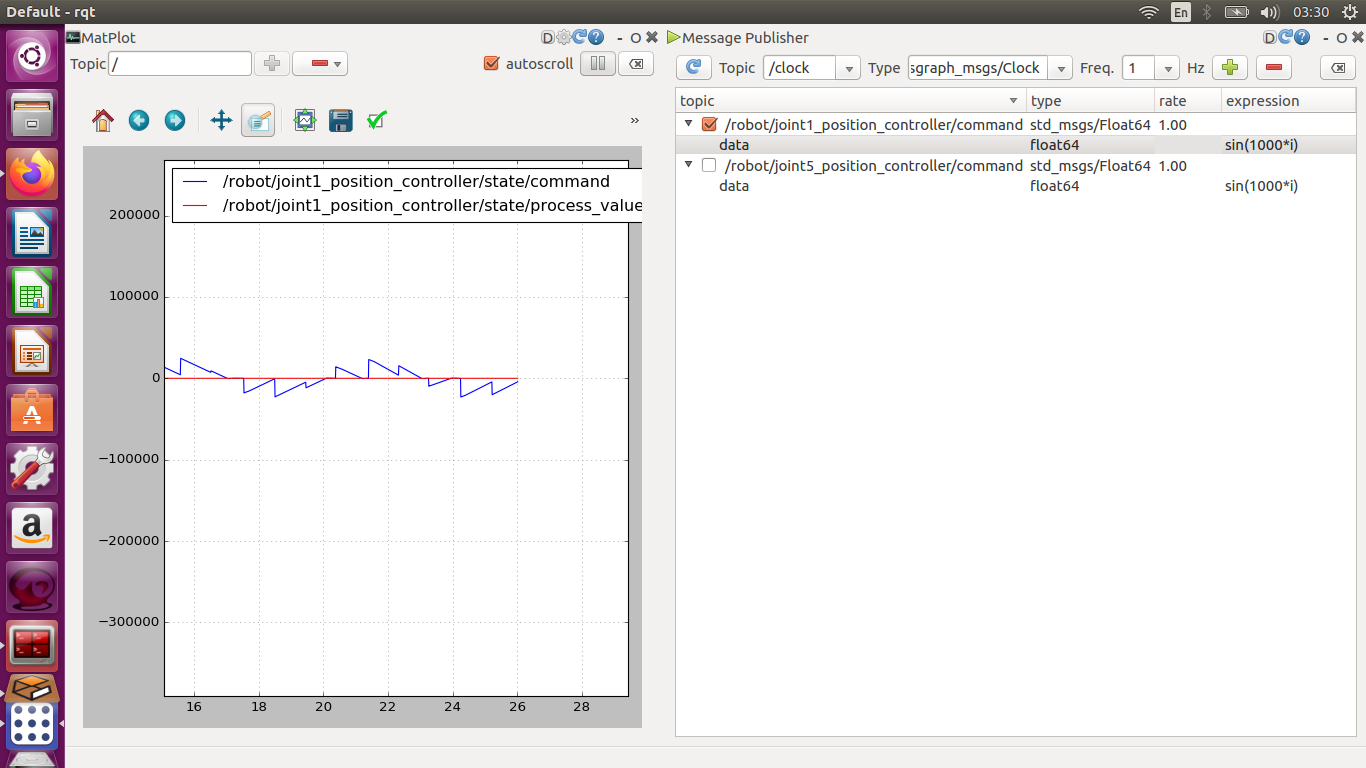 Default - rqt
En
03:30
MatPlot
D
- O
Topic /
autoscroll
»
/robot/joint1_position_controller/state/command
/robot/joint1_position_controller/state/process_value
200000
100000
0
−100000
−200000
−300000
16 18 20 22 24 26 28
Message Publisher
D
- O
Topic /clock Type sgraph_msgs/Clock Freq. 1 Hz
topic type rate expression
/robot/joint1_position_controller/command std_msgs/Float64 1.00
data float64 sin(1000*i)
/robot/joint5_position_controller/command std_msgs/Float64 1.00
data float64 sin(1000*i)